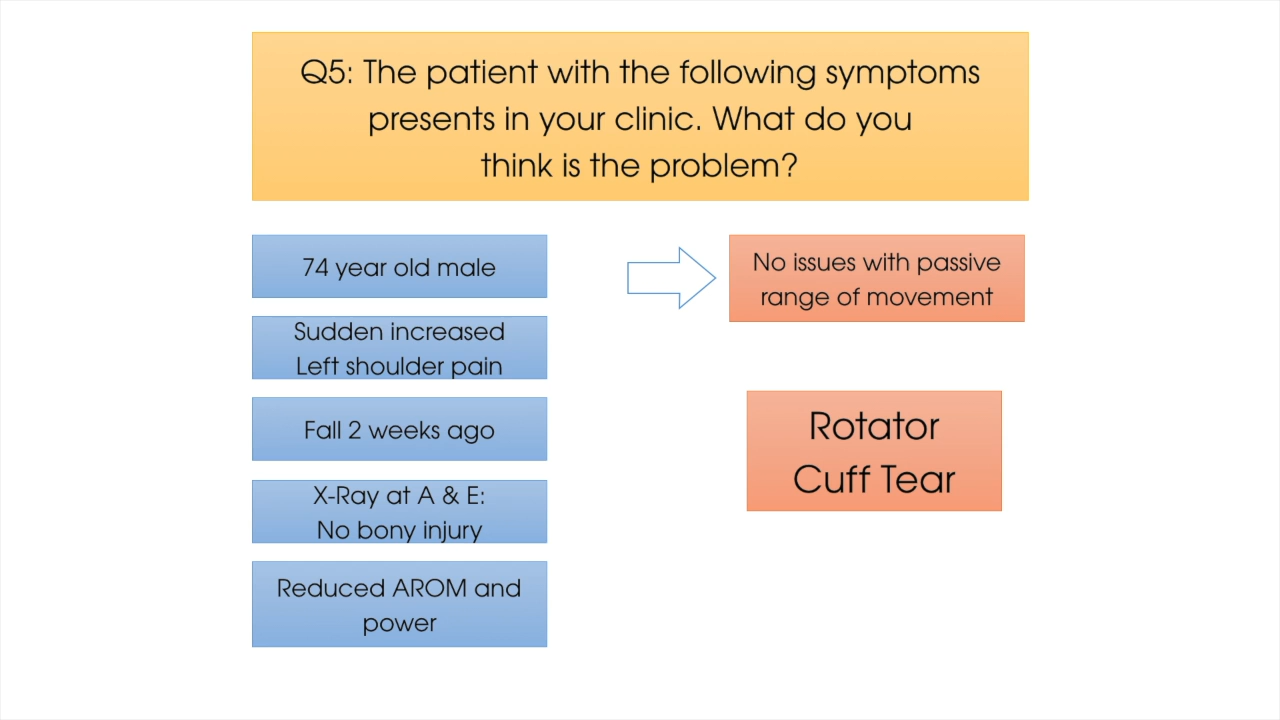 Q5: The patient with the following symptoms
presents in your clinic. What do you
think is the problem?
74 year old male
Sudden increased
Left shoulder pain
Fall 2 weeks ago
X-Ray at A & E:
No bony injury
Reduced AROM and
power
No issues with passive
range of movement
Rotator
Cuff Tear